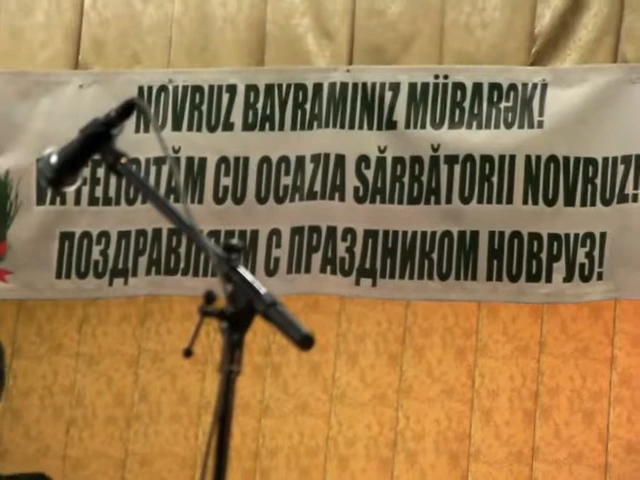 NOVRUZ BAYRAMINIZ MÜBARƏK!
VĂ FELICITĂM CU OCAZIA SĂRBĂTORII NOVRUZ!
ПОЗДРАВЛЯЕМ С ПРАЗДНИКОМ НОВРУЗ!